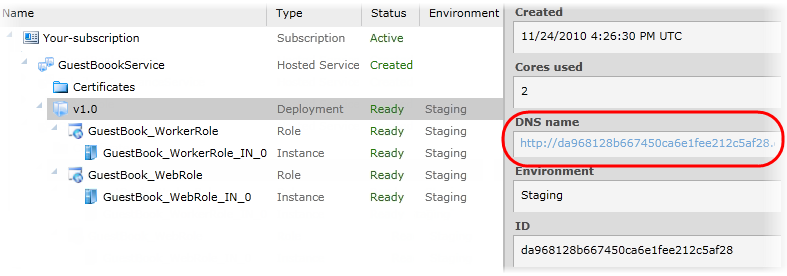 Name Type Status Environment
Your-subscription Subscription Active
GuestBoookService Hosted Service Created
Certificates
v1.0 Deployment Ready Staging
GuestBook_WorkerRole Role Ready Staging
GuestBook_WorkerRole_IN_0 Instance Ready Staging
GuestBook_WebRole Role Ready Staging
GuestBook_WebRole_IN_0 Instance Ready Staging
Created
11/24/2010 4:26:30 PM UTC
Cores used
2
DNS name
http://da968128b667450ca6e1fee212c5af28.
Environment
Staging
ID
da968128b667450ca6e1fee212c5af28